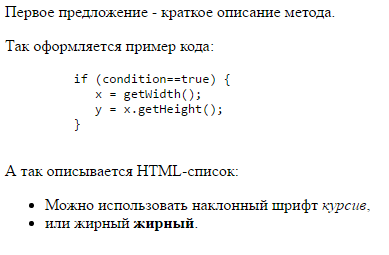 Первое предложение - краткое описание метода.
Так оформляется пример кода:
if (condition==true) {
x = getWidth();
y = x.getHeight();
}
А так описывается HTML-список:
• Можно использовать наклонный шрифт курсив,
• или жирный жирный.